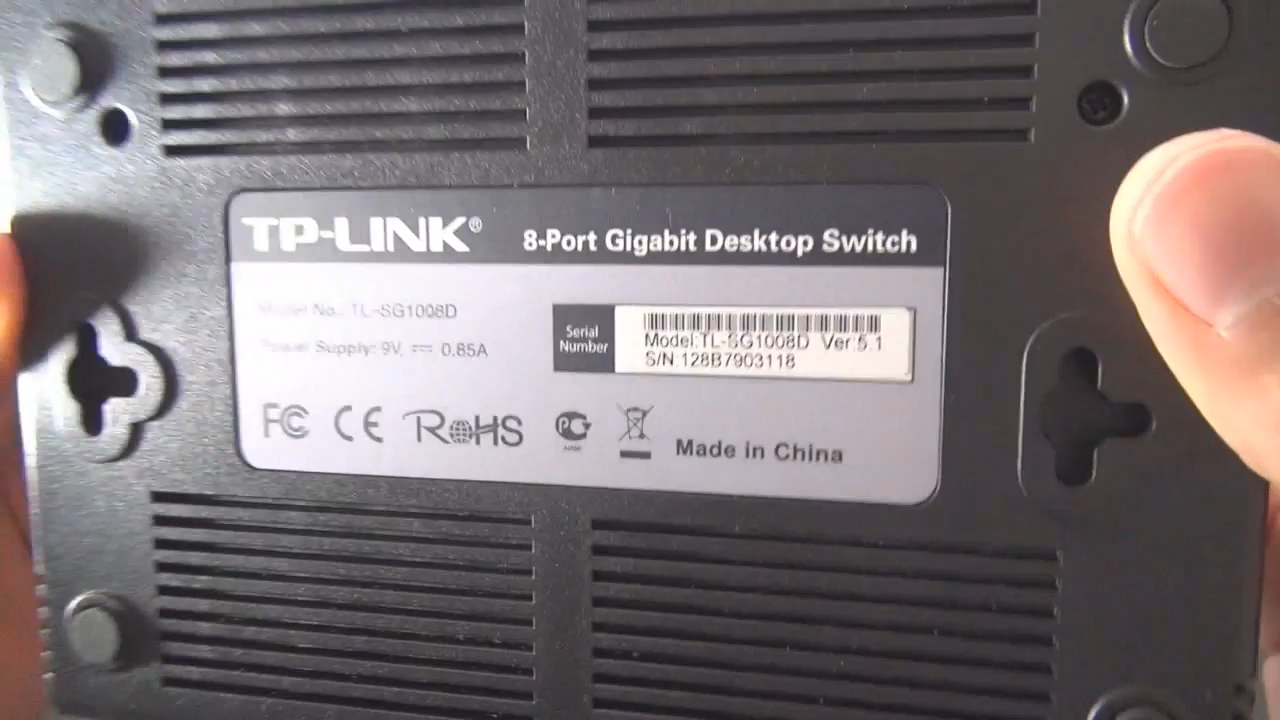 TP-LINK® 8-Port Gigabit Desktop Switch
Model No.: TL-SG1008D
Power Supply: 9V⎓0.85A
Serial
Number
Model:TL-SG1008D Ver:5.1
S/N:128B7903118
FC CE RoHS PG Made in China